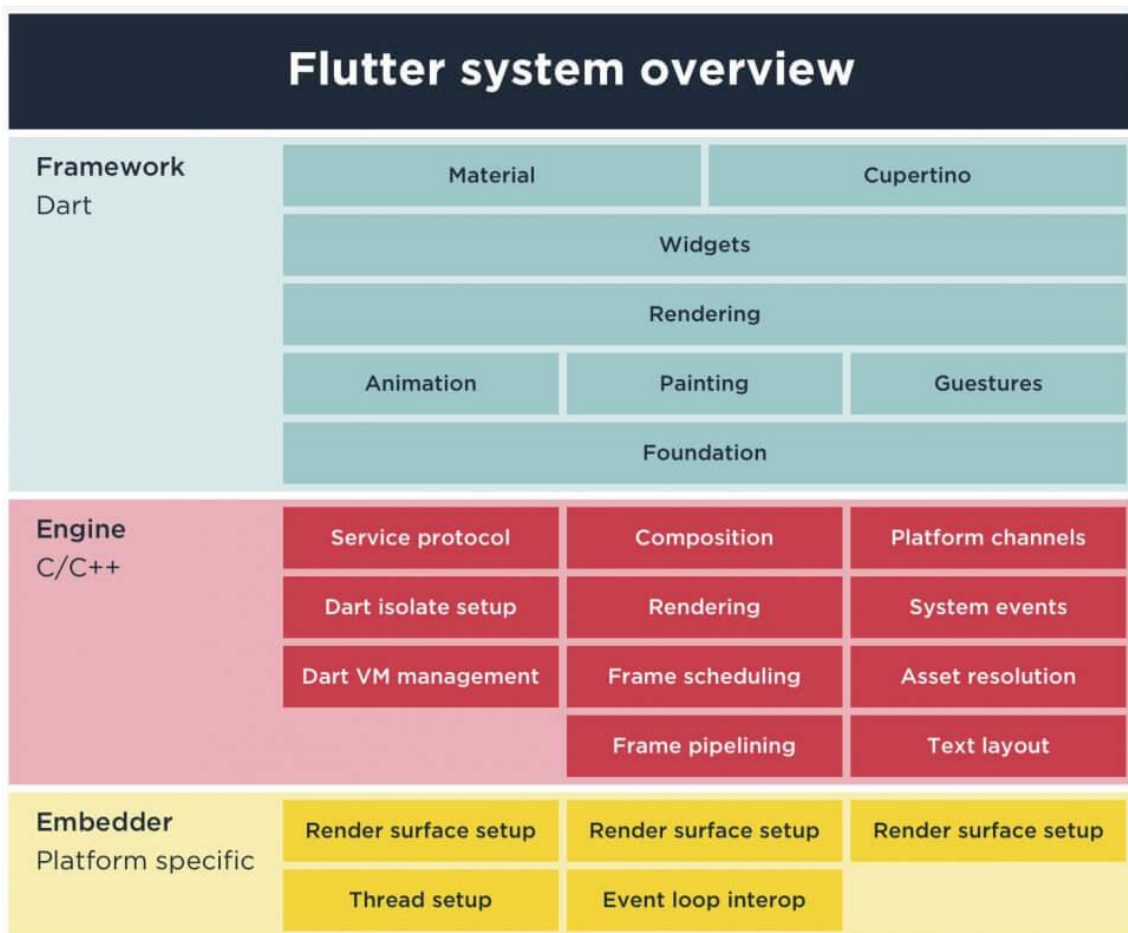 Flutter system overview
Framework
Dart
Material
Cupertino
Widgets
Rendering
Animation
Painting
Guestures
Foundation
Engine
C/C++
Service protocol
Composition
Platform channels
Dart isolate setup
Rendering
System events
Dart VM management
Frame scheduling
Asset resolution
Frame pipelining
Text layout
Embedder
Platform specific
Render surface setup
Render surface setup
Render surface setup
Thread setup
Event loop interop